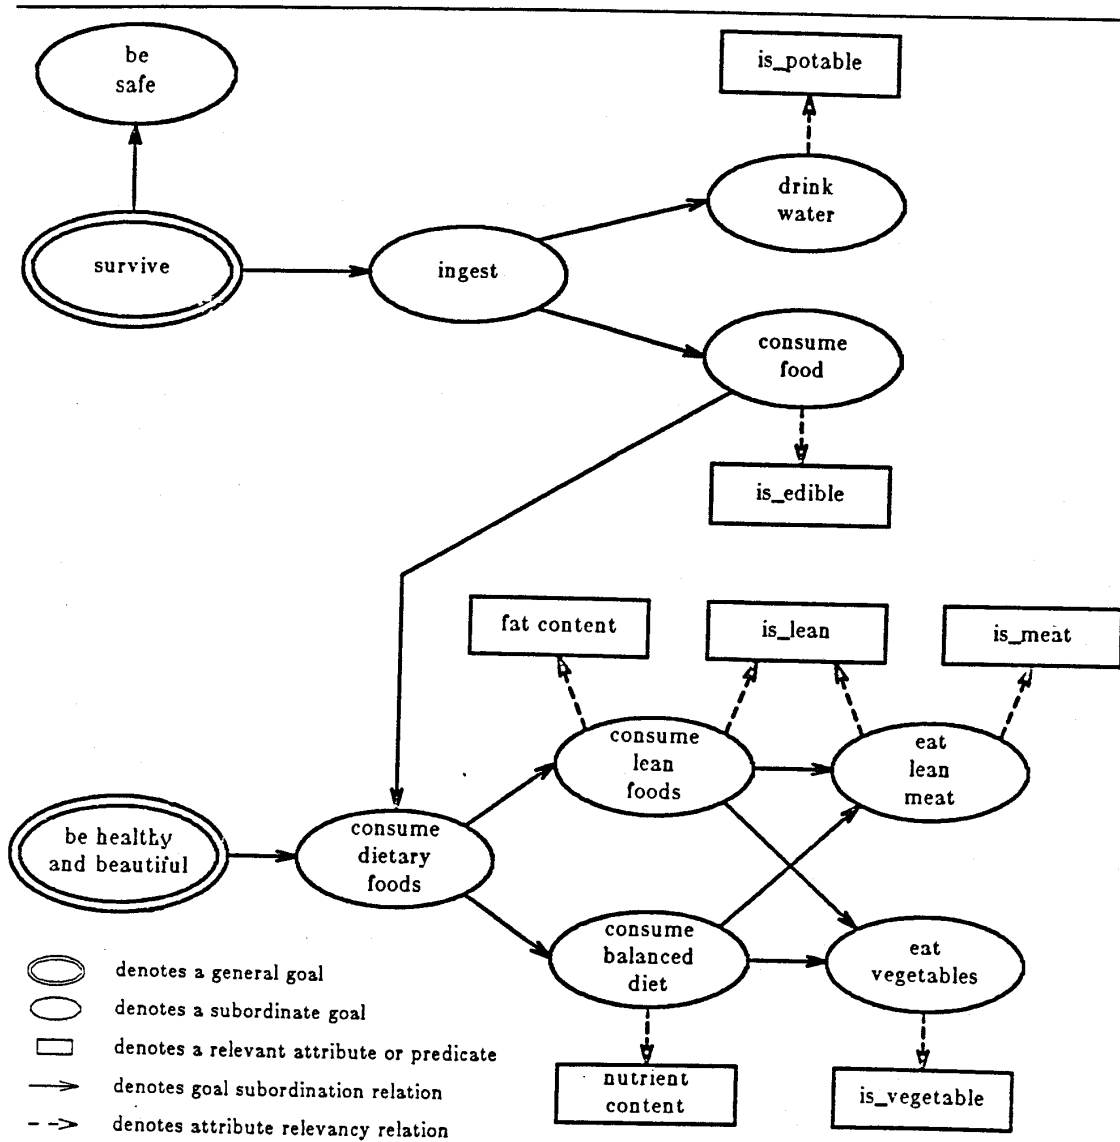 be
safe
is_potable
drink
water
survive
ingest
consume
food
is_edible
fat content
is_lean
is_meat
consume
lean
foods
eat
lean
meat
be healthy
and beautiful
consume
dietary
foods
consume
balanced
diet
eat
vegetables
nutrient
content
is_vegetable
denotes a general goal
denotes a subordinate goal
denotes a relevant attribute or predicate
denotes goal subordination relation
denotes attribute relevancy relation